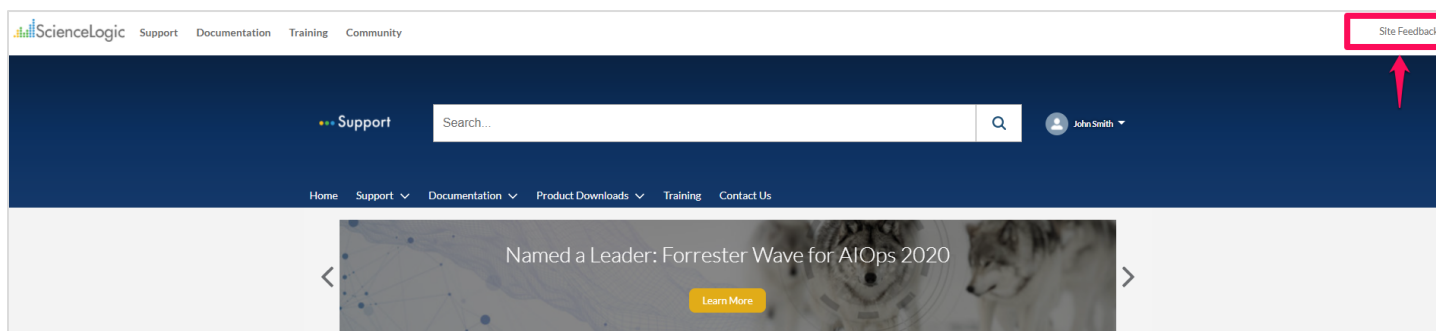 ScienceLogic Support Documentation Training Community Site Feedback
Support Search... John Smith
Home Support Documentation Product Downloads Training Contact Us
Named a Leader: Forrester Wave for AIOps 2020
Learn More